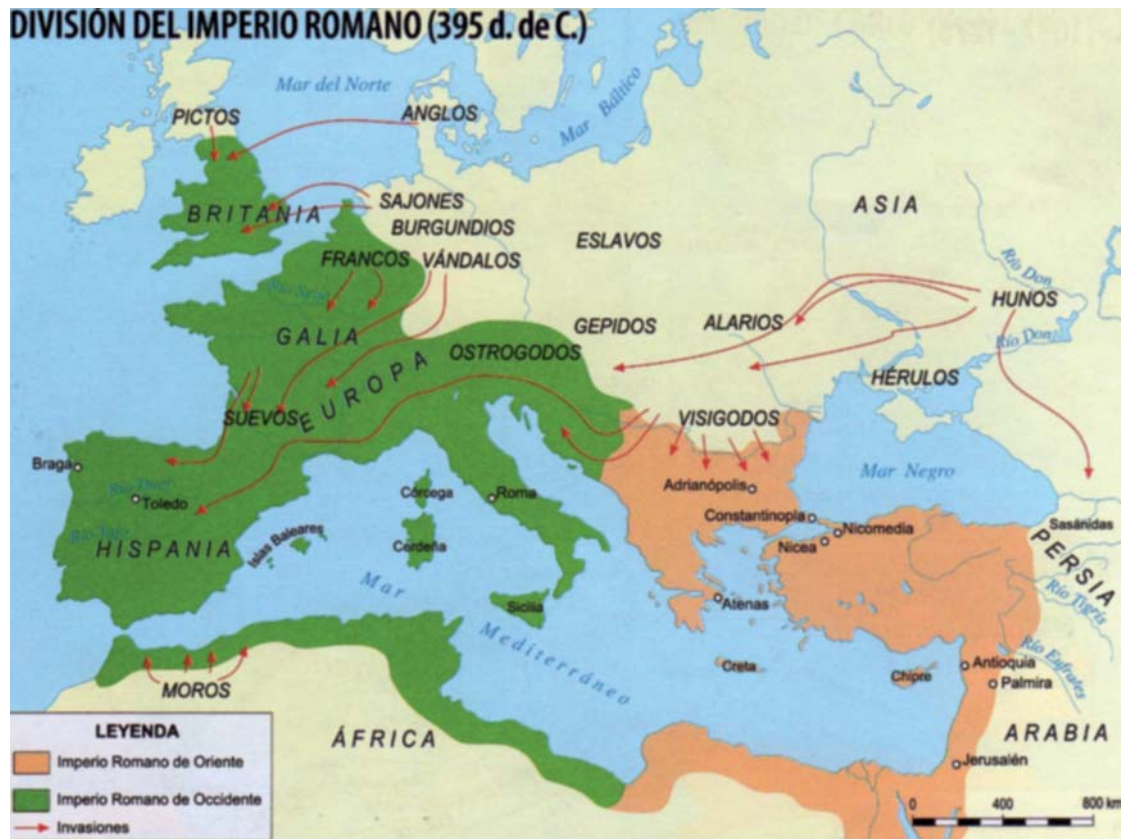 DIVISIÓN DEL IMPERIO ROMANO (395 d. de C.)
Mar del Norte
Mar Báltico
PICTOS
ANGLOS
SAJONES
BRITANIA
BURGUNDIOS
ASIA
ESLAVOS
FRANCOS
VÁNDALOS
Río Sena
Río Don
HUNOS
GALIA
GEPIDOS
ALARIOS
Río Don
OSTROGODOS
EUROPA
HÉRULOS
SUEVOS
VISIGODOS
Braga
Mar Negro
Toledo
Córcega
Roma
Adrianópolis
Constantinopla
Nicomedia
Sasánidas
Río Tajo
HISPANIA
Islas Baleares
Cerdeña
Nicea
PERSIA
Mar Mediterráneo
Sicilia
Atenas
Río Tigris
Creta
Chipre
Antioquia
Río Eufrates
Palmira
MOROS
ÁFRICA
ARABIA
Jerusalén
LEYENDA
Imperio Romano de Oriente
Imperio Romano de Occidente
Invasiones
0 400 800 km